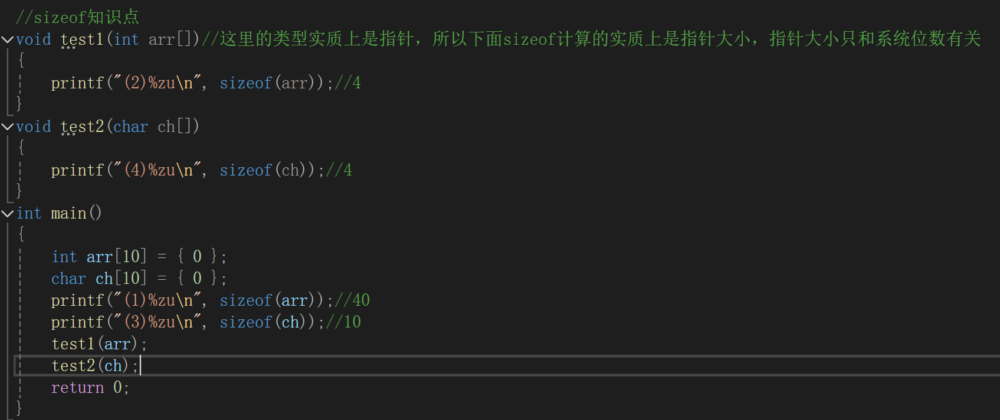 //sizeof知识点
void test1(int arr[])//这里的类型实质上是指针，所以下面sizeof计算的实质上是指针大小，指针大小只和系统位数有关
{
    printf("(2)%zu\n", sizeof(arr));//4
}
void test2(char ch[])
{
    printf("(4)%zu\n", sizeof(ch));//4
}
int main()
{
    int arr[10] = { 0 };
    char ch[10] = { 0 };
    printf("(1)%zu\n", sizeof(arr));//40
    printf("(3)%zu\n", sizeof(ch));//10
    test1(arr);
    test2(ch);
    return 0;
}